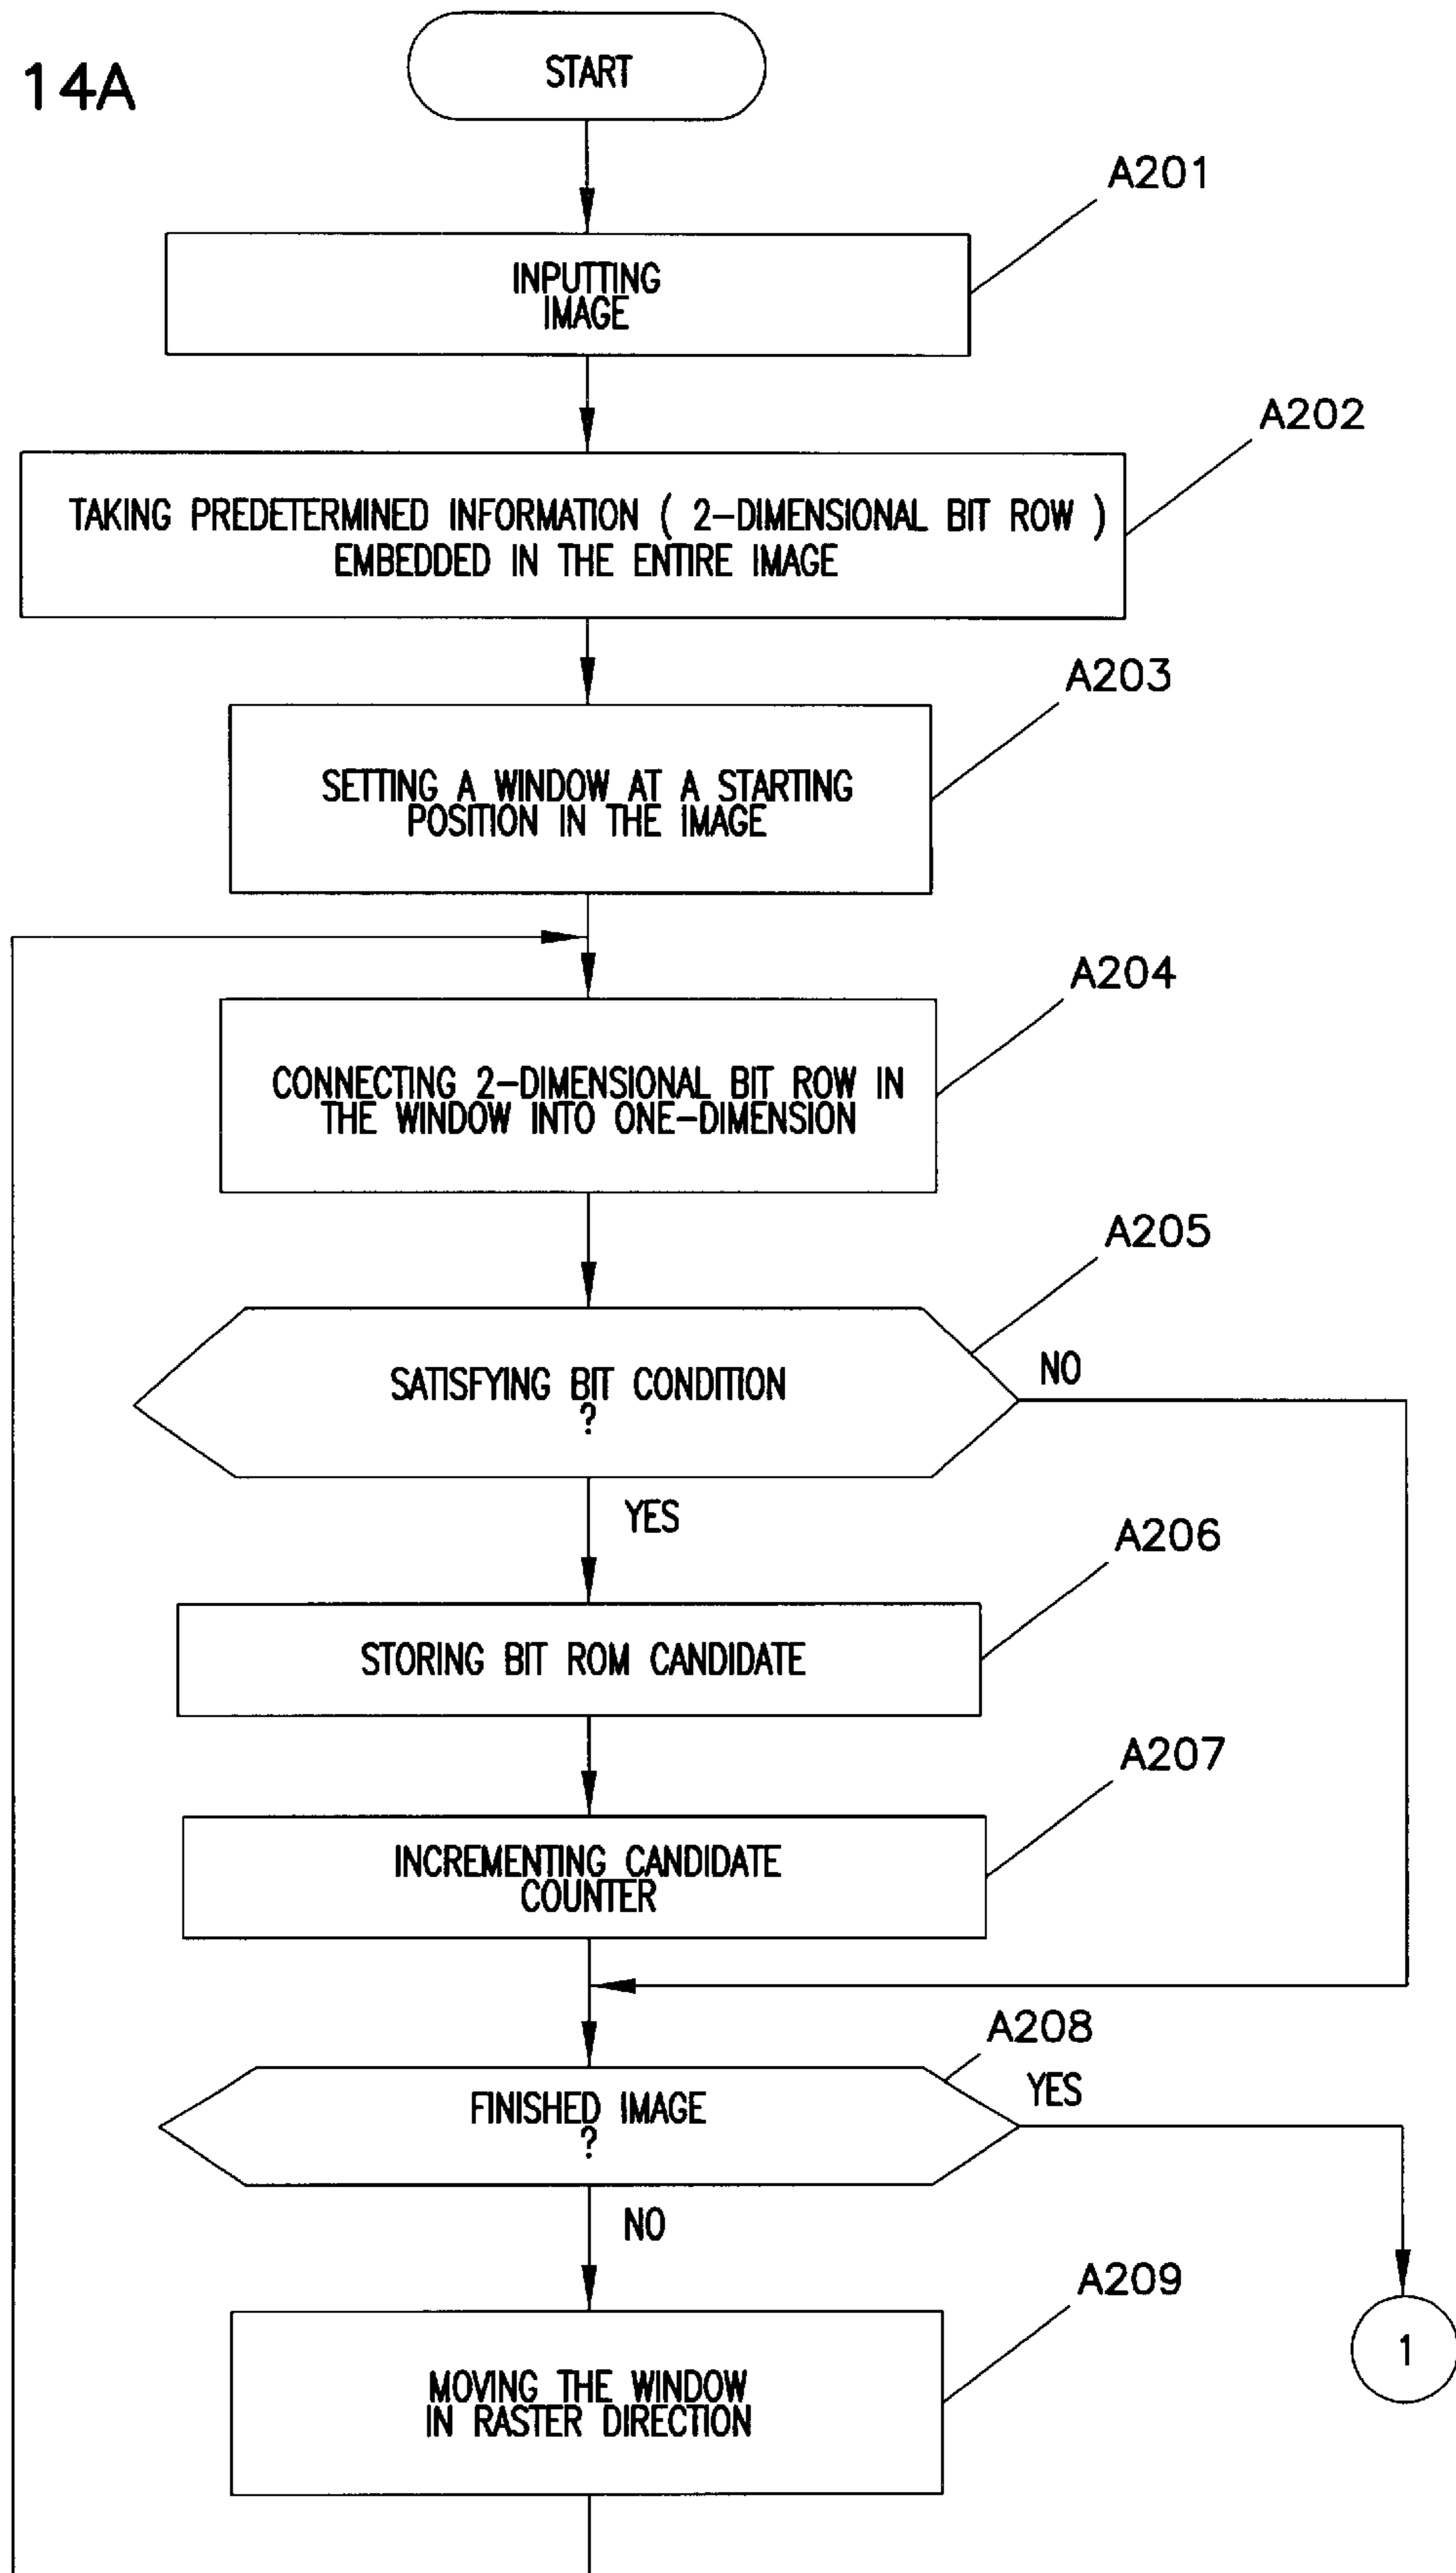 14A
START
A201
INPUTTING
IMAGE
A202
TAKING PREDETERMINED INFORMATION ( 2-DIMENSIONAL BIT ROW )
EMBEDDED IN THE ENTIRE IMAGE
A203
SETTING A WINDOW AT A STARTING
POSITION IN THE IMAGE
A204
CONNECTING 2-DIMENSIONAL BIT ROW IN
THE WINDOW INTO ONE-DIMENSION
A205
SATISFYING BIT CONDITION
?
NO
YES
A206
STORING BIT ROM CANDIDATE
A207
INCREMENTING CANDIDATE
COUNTER
A208
FINISHED IMAGE
?
YES
NO
A209
MOVING THE WINDOW
IN RASTER DIRECTION
1